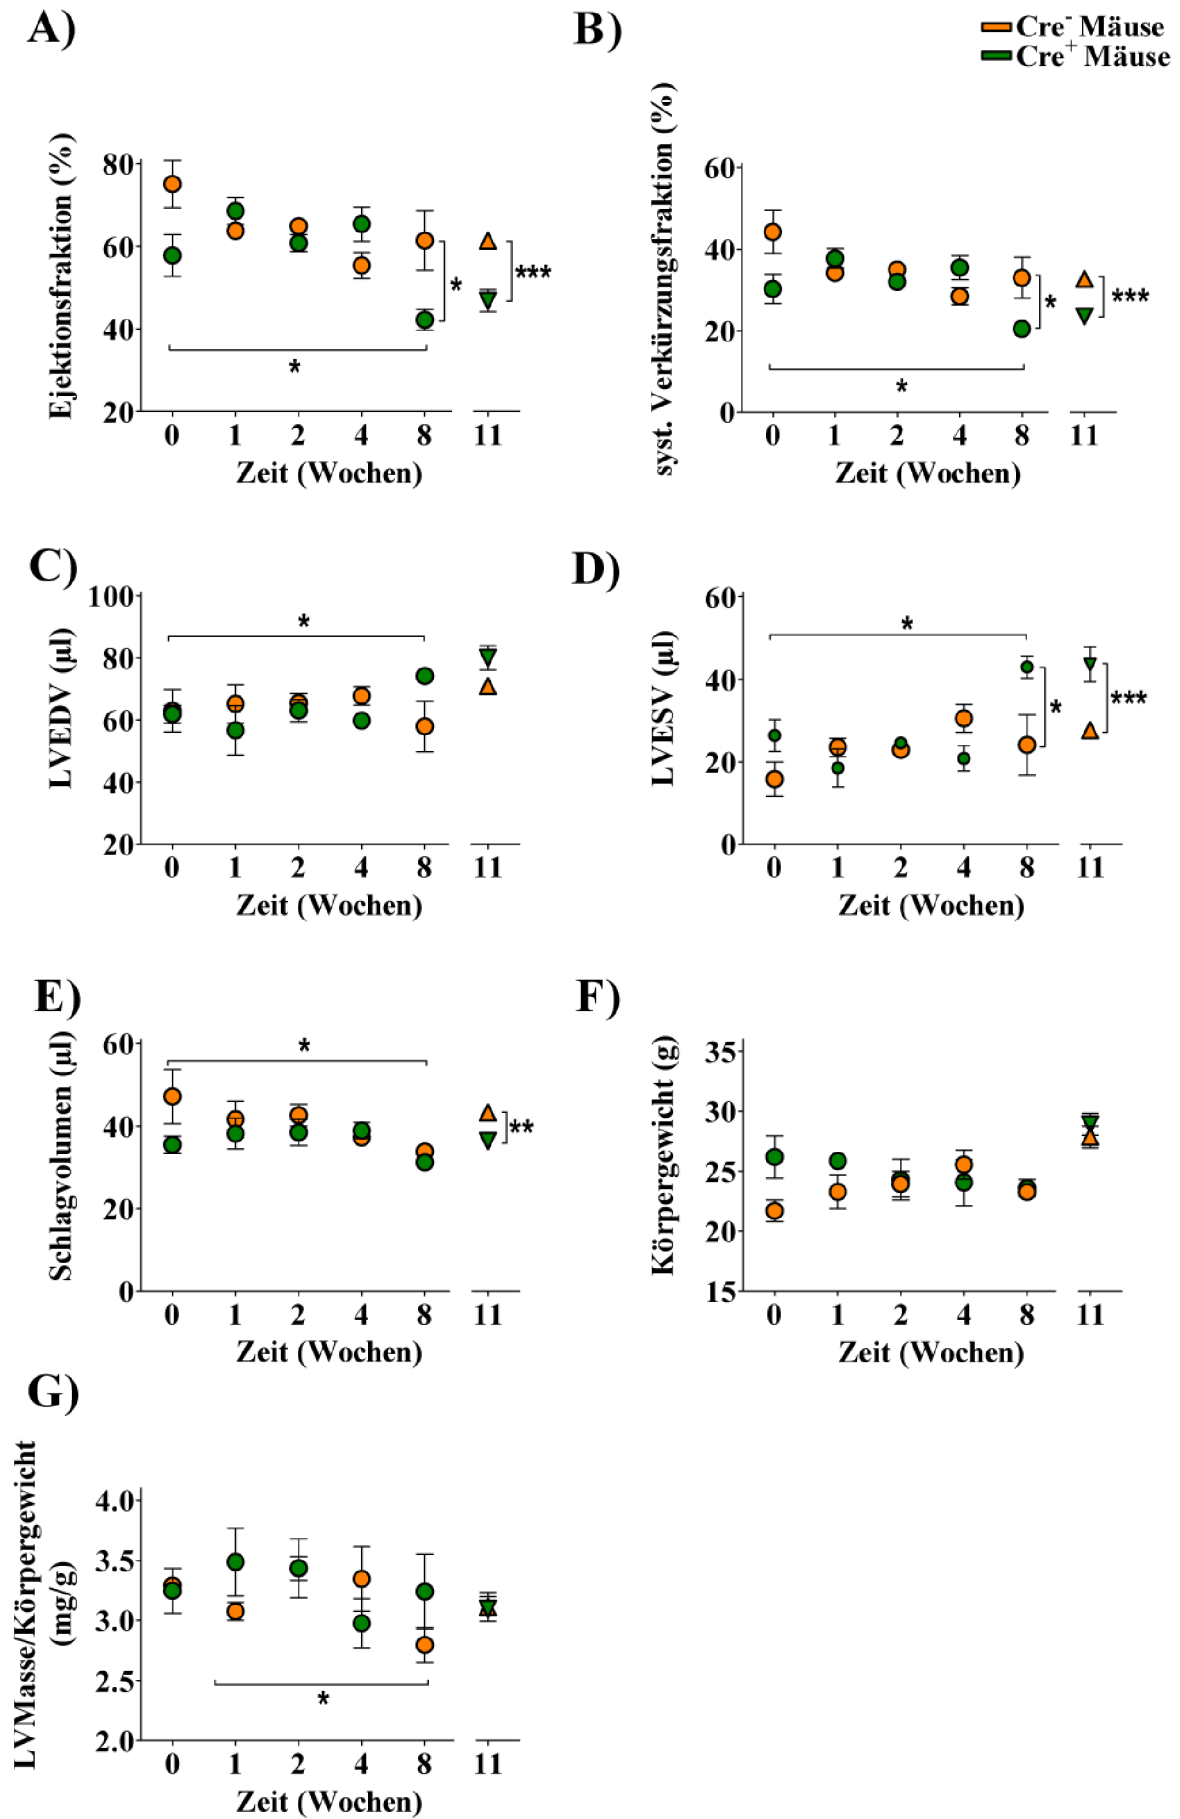 A)
B)
Cre⁻ Mäuse
Cre⁺ Mäuse
Ejektionsfraktion (%)
80
60
40
20
*
***
*
0 1 2 4 8 11
Zeit (Wochen)
syst. Verkürzungsfraktion (%)
60
40
20
0
*
***
*
0 1 2 4 8 11
Zeit (Wochen)
C)
D)
LVEDV (µl)
100
80
60
40
20
*
0 1 2 4 8 11
Zeit (Wochen)
LVESV (µl)
60
40
20
0
*
*
***
0 1 2 4 8 11
Zeit (Wochen)
E)
F)
Schlagvolumen (µl)
60
40
20
0
*
**
0 1 2 4 8 11
Zeit (Wochen)
Körpergewicht (g)
35
30
25
20
15
0 1 2 4 8 11
Zeit (Wochen)
G)
LVMasse/Körpergewicht
(mg/g)
4.0
3.5
3.0
2.5
2.0
*
0 1 2 4 8 11
Zeit (Wochen)